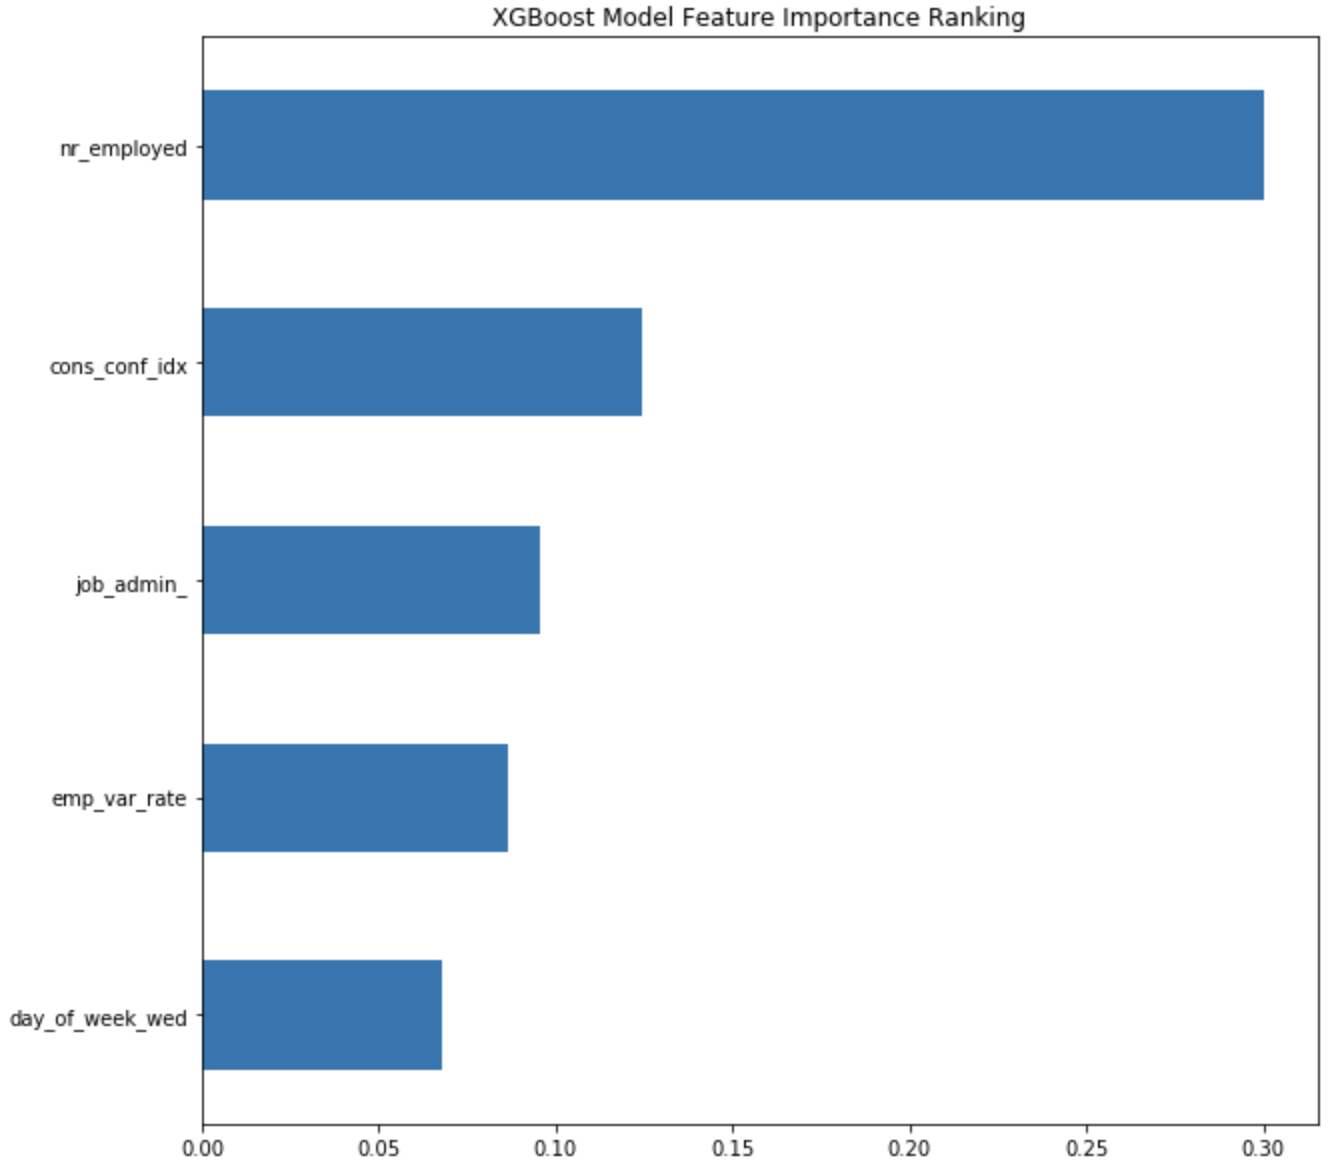 XGBoost Model Feature Importance Ranking
nr_employed
cons_conf_idx
job_admin_
emp_var_rate
day_of_week_wed
0.00 0.05 0.10 0.15 0.20 0.25 0.30